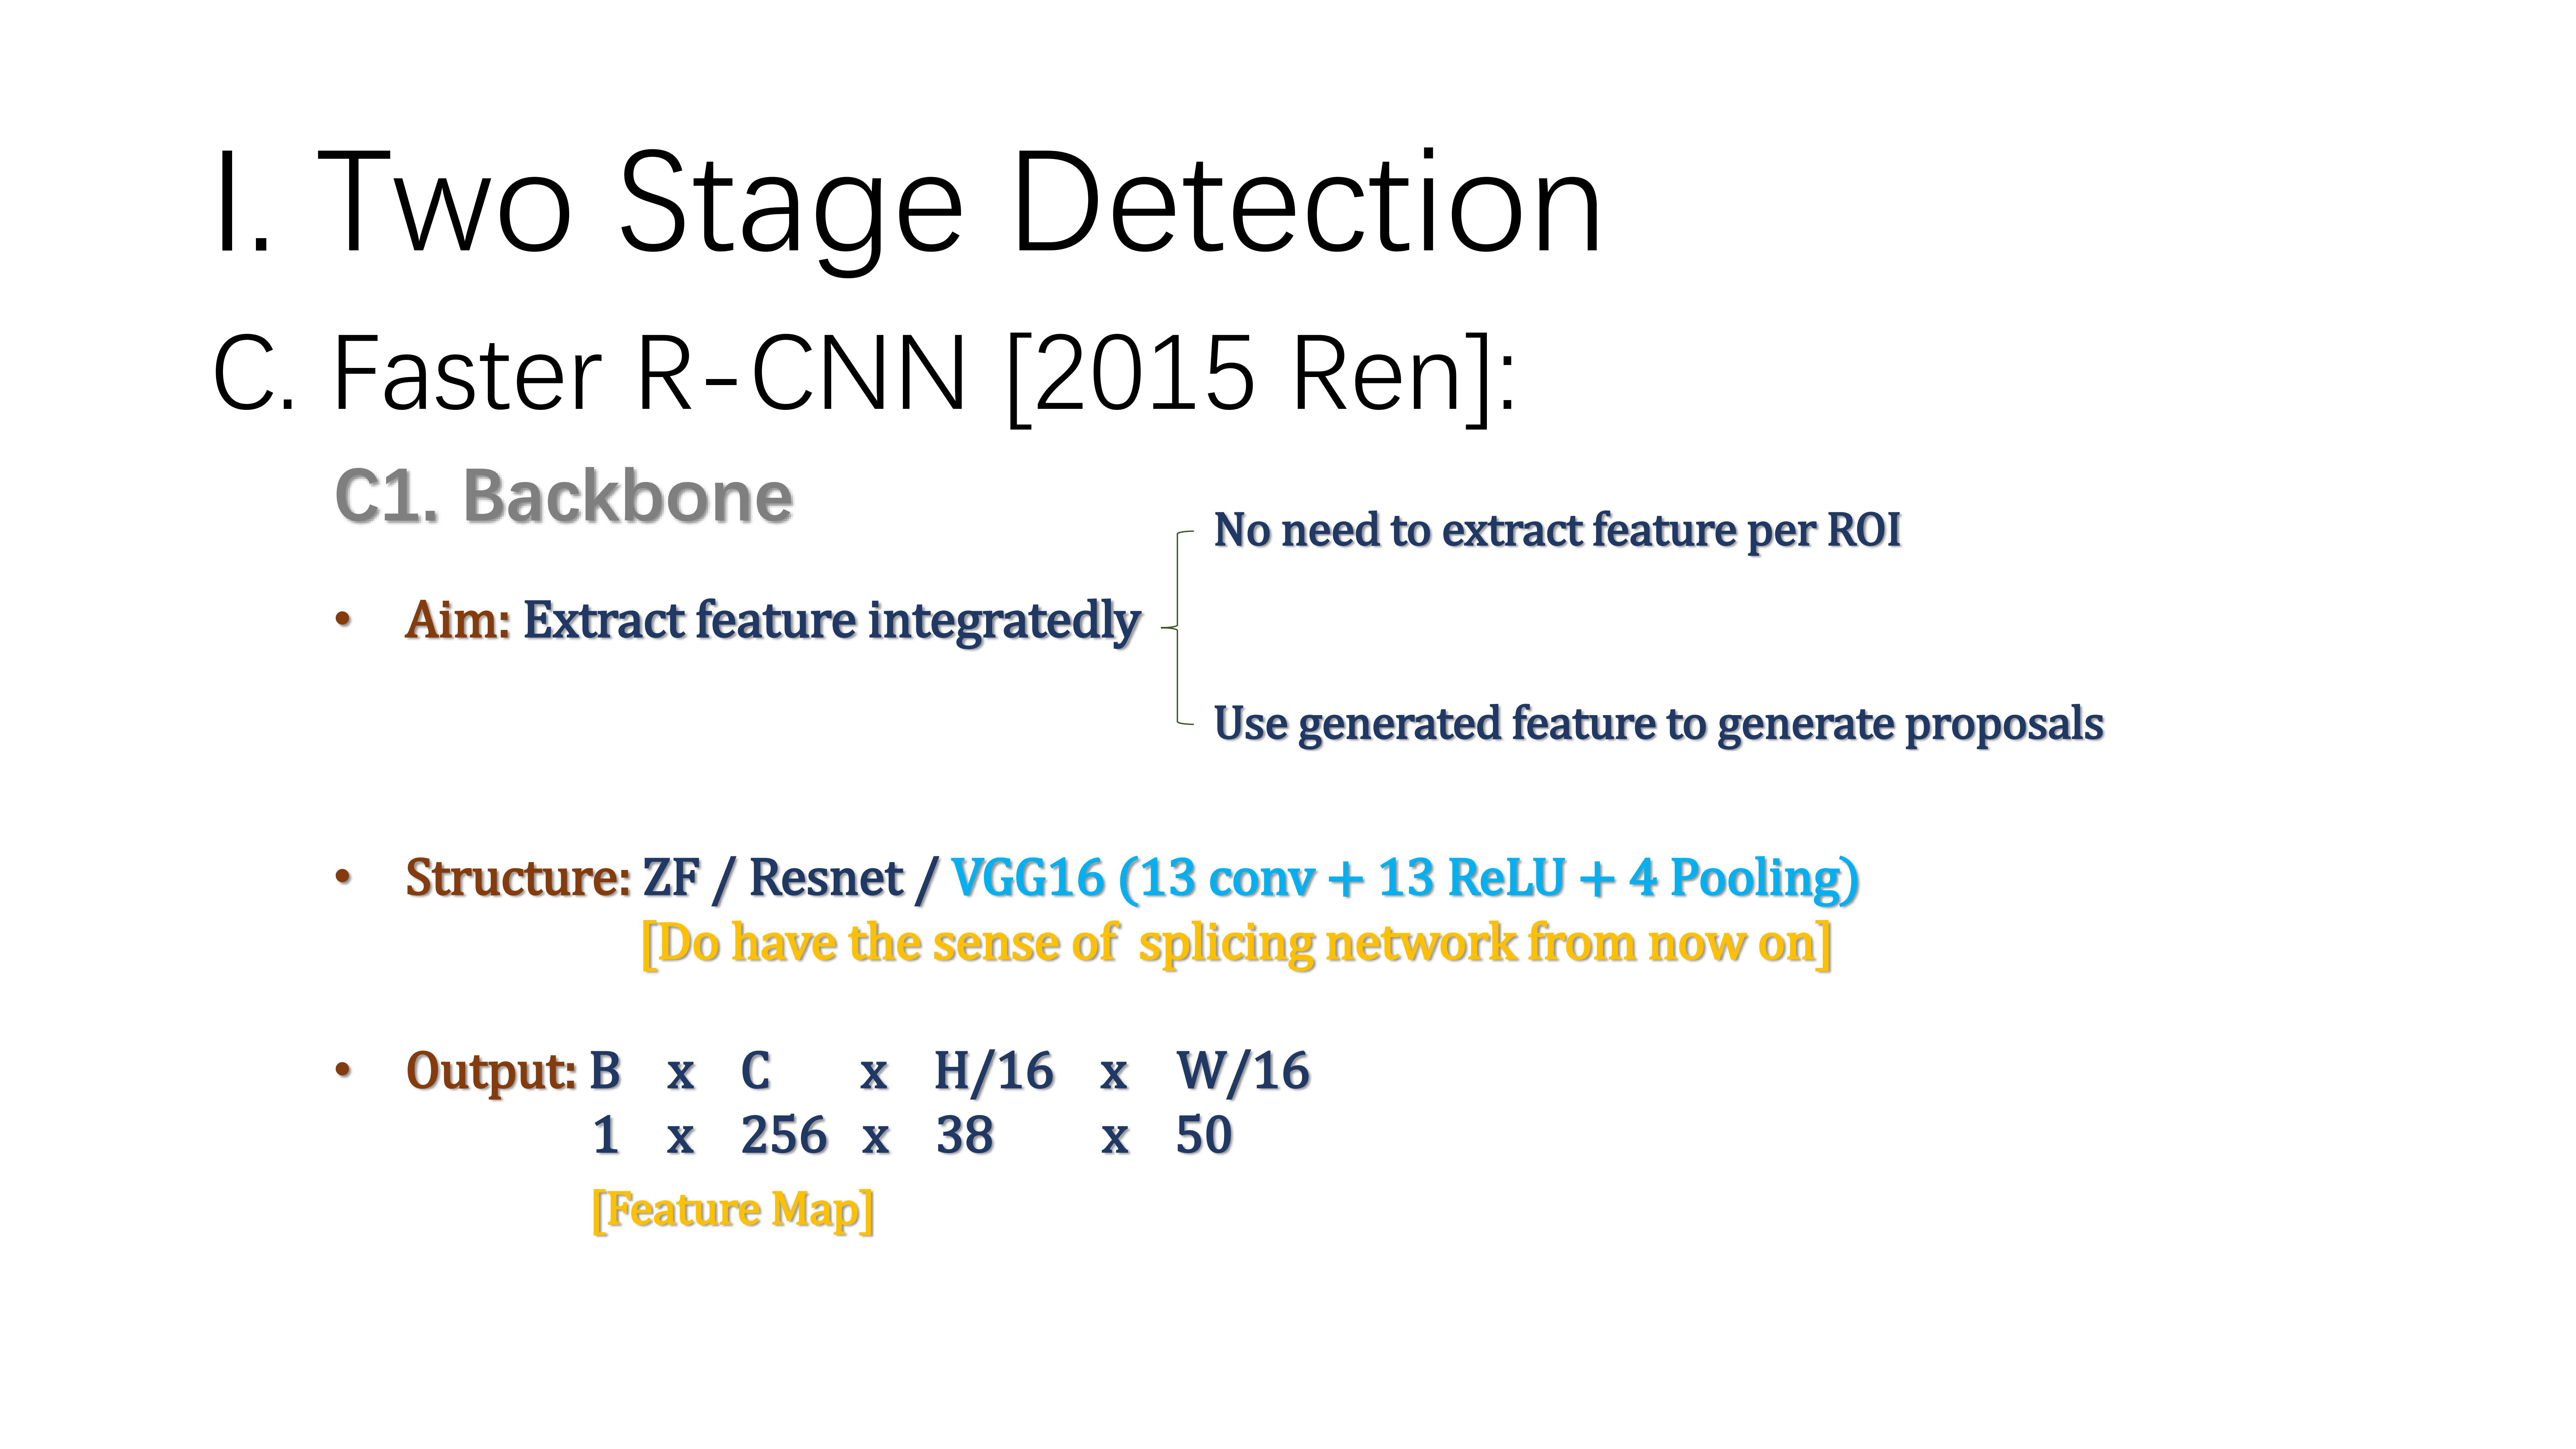 I. Two Stage Detection
C. Faster R-CNN [2015 Ren]:
C1. Backbone
No need to extract feature per ROI
• Aim: Extract feature integratedly
Use generated feature to generate proposals
• Structure: ZF / Resnet / VGG16 (13 conv + 13 ReLU + 4 Pooling)
[Do have the sense of splicing network from now on]
• Output: B x C x H/16 x W/16
1 x 256 x 38 x 50
[Feature Map]